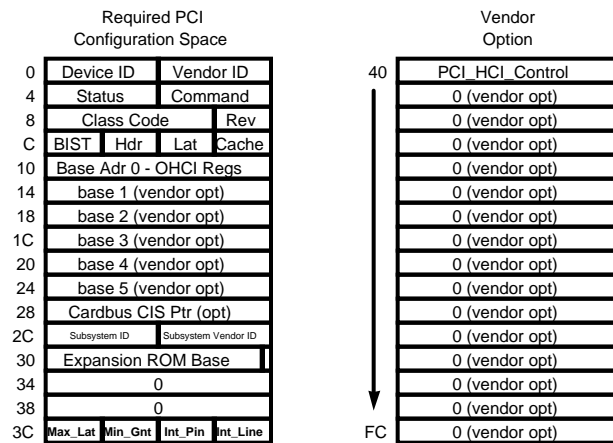 Required PCI
Configuration Space
0 Device ID Vendor ID
4 Status Command
8 Class Code Rev
C BIST Hdr Lat Cache
10 Base Adr 0 - OHCI Regs
14 base 1 (vendor opt)
18 base 2 (vendor opt)
1C base 3 (vendor opt)
20 base 4 (vendor opt)
24 base 5 (vendor opt)
28 Cardbus CIS Ptr (opt)
2C Subsystem ID Subsystem Vendor ID
30 Expansion ROM Base
34 0
38 0
3C Max_Lat Min_Gnt Int_Pin Int_Line
Vendor
Option
40 PCI_HCI_Control
0 (vendor opt)
0 (vendor opt)
0 (vendor opt)
0 (vendor opt)
0 (vendor opt)
0 (vendor opt)
0 (vendor opt)
0 (vendor opt)
0 (vendor opt)
0 (vendor opt)
0 (vendor opt)
0 (vendor opt)
0 (vendor opt)
0 (vendor opt)
FC 0 (vendor opt)